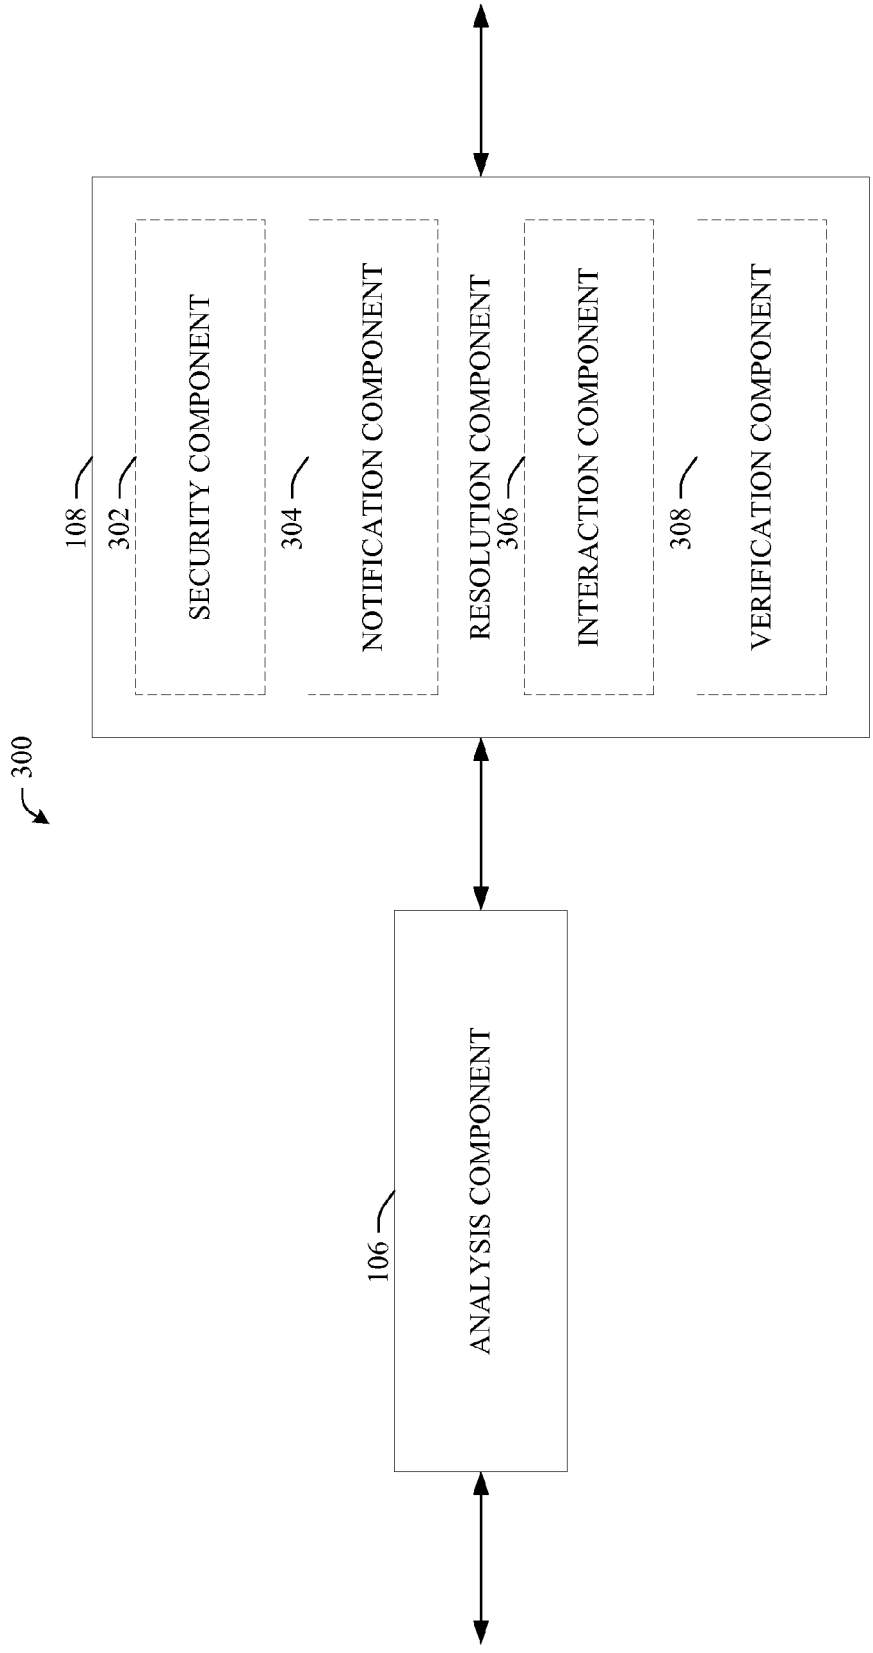 300
106
ANALYSIS COMPONENT
108
302
SECURITY COMPONENT
304
NOTIFICATION COMPONENT
RESOLUTION COMPONENT
306
INTERACTION COMPONENT
308
VERIFICATION COMPONENT